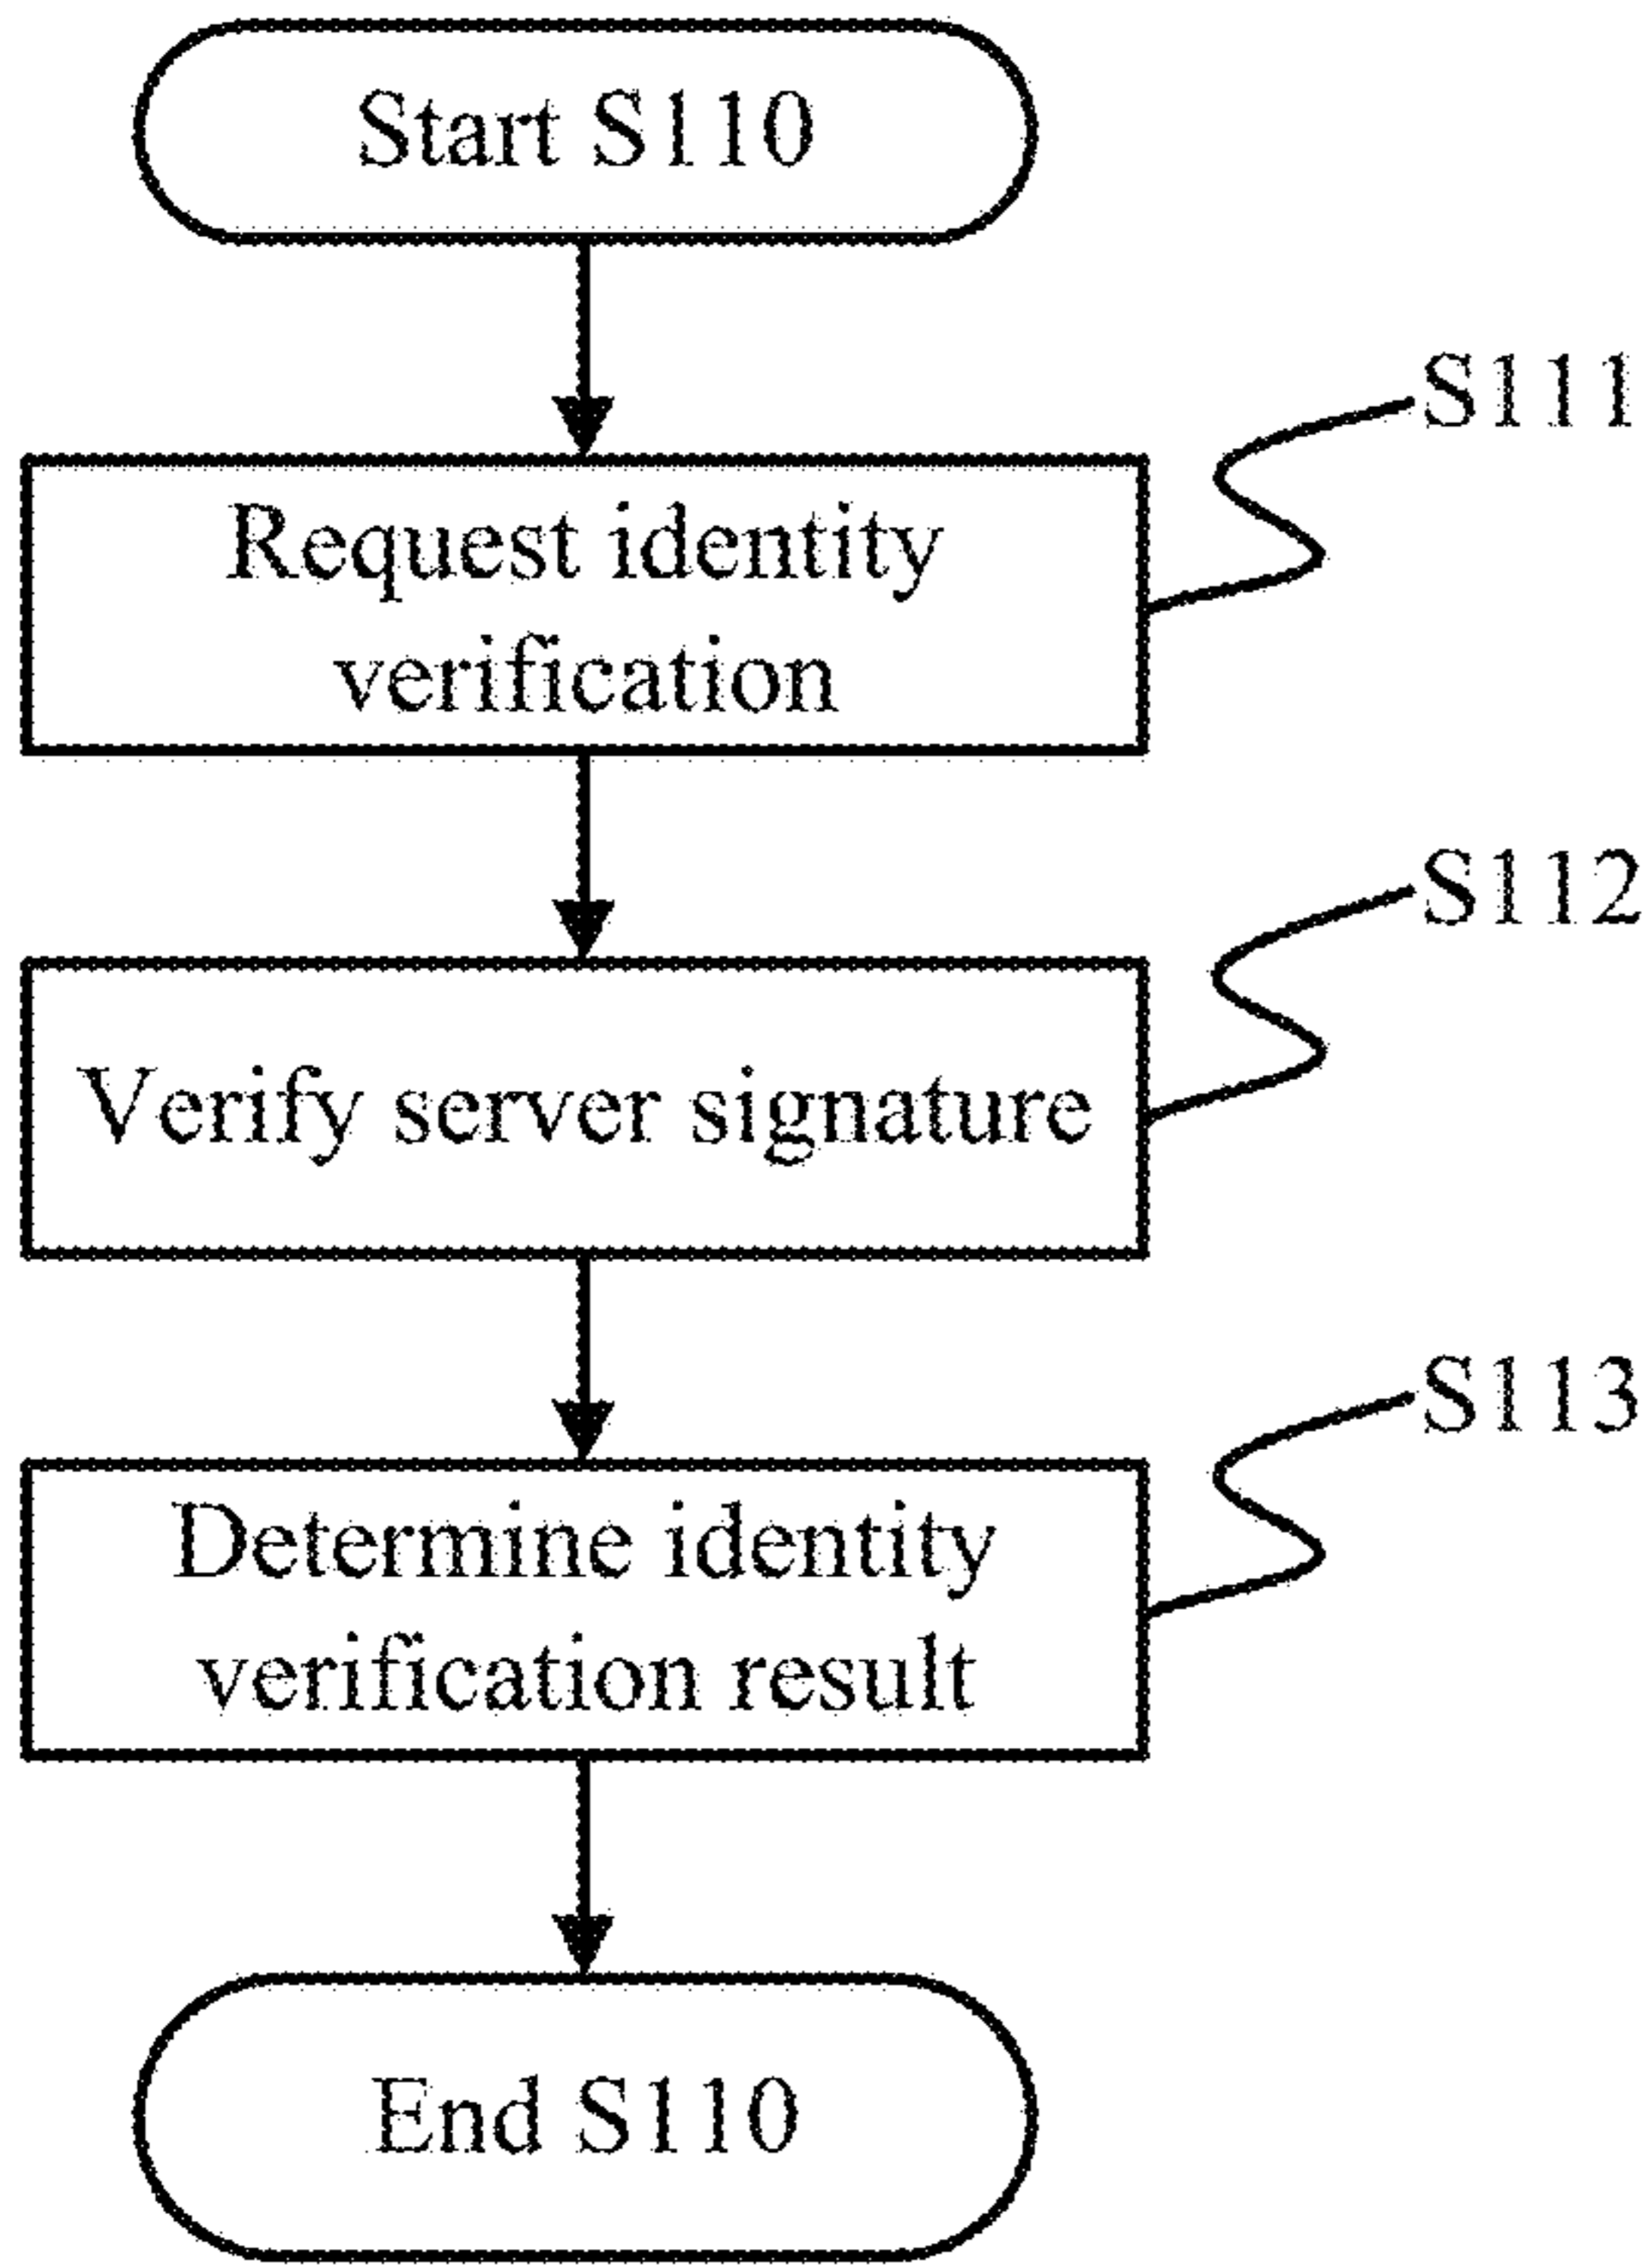 Start S110
S111
Request identity
verification
S112
Verify server signature
S113
Determine identity
verification result
End S110